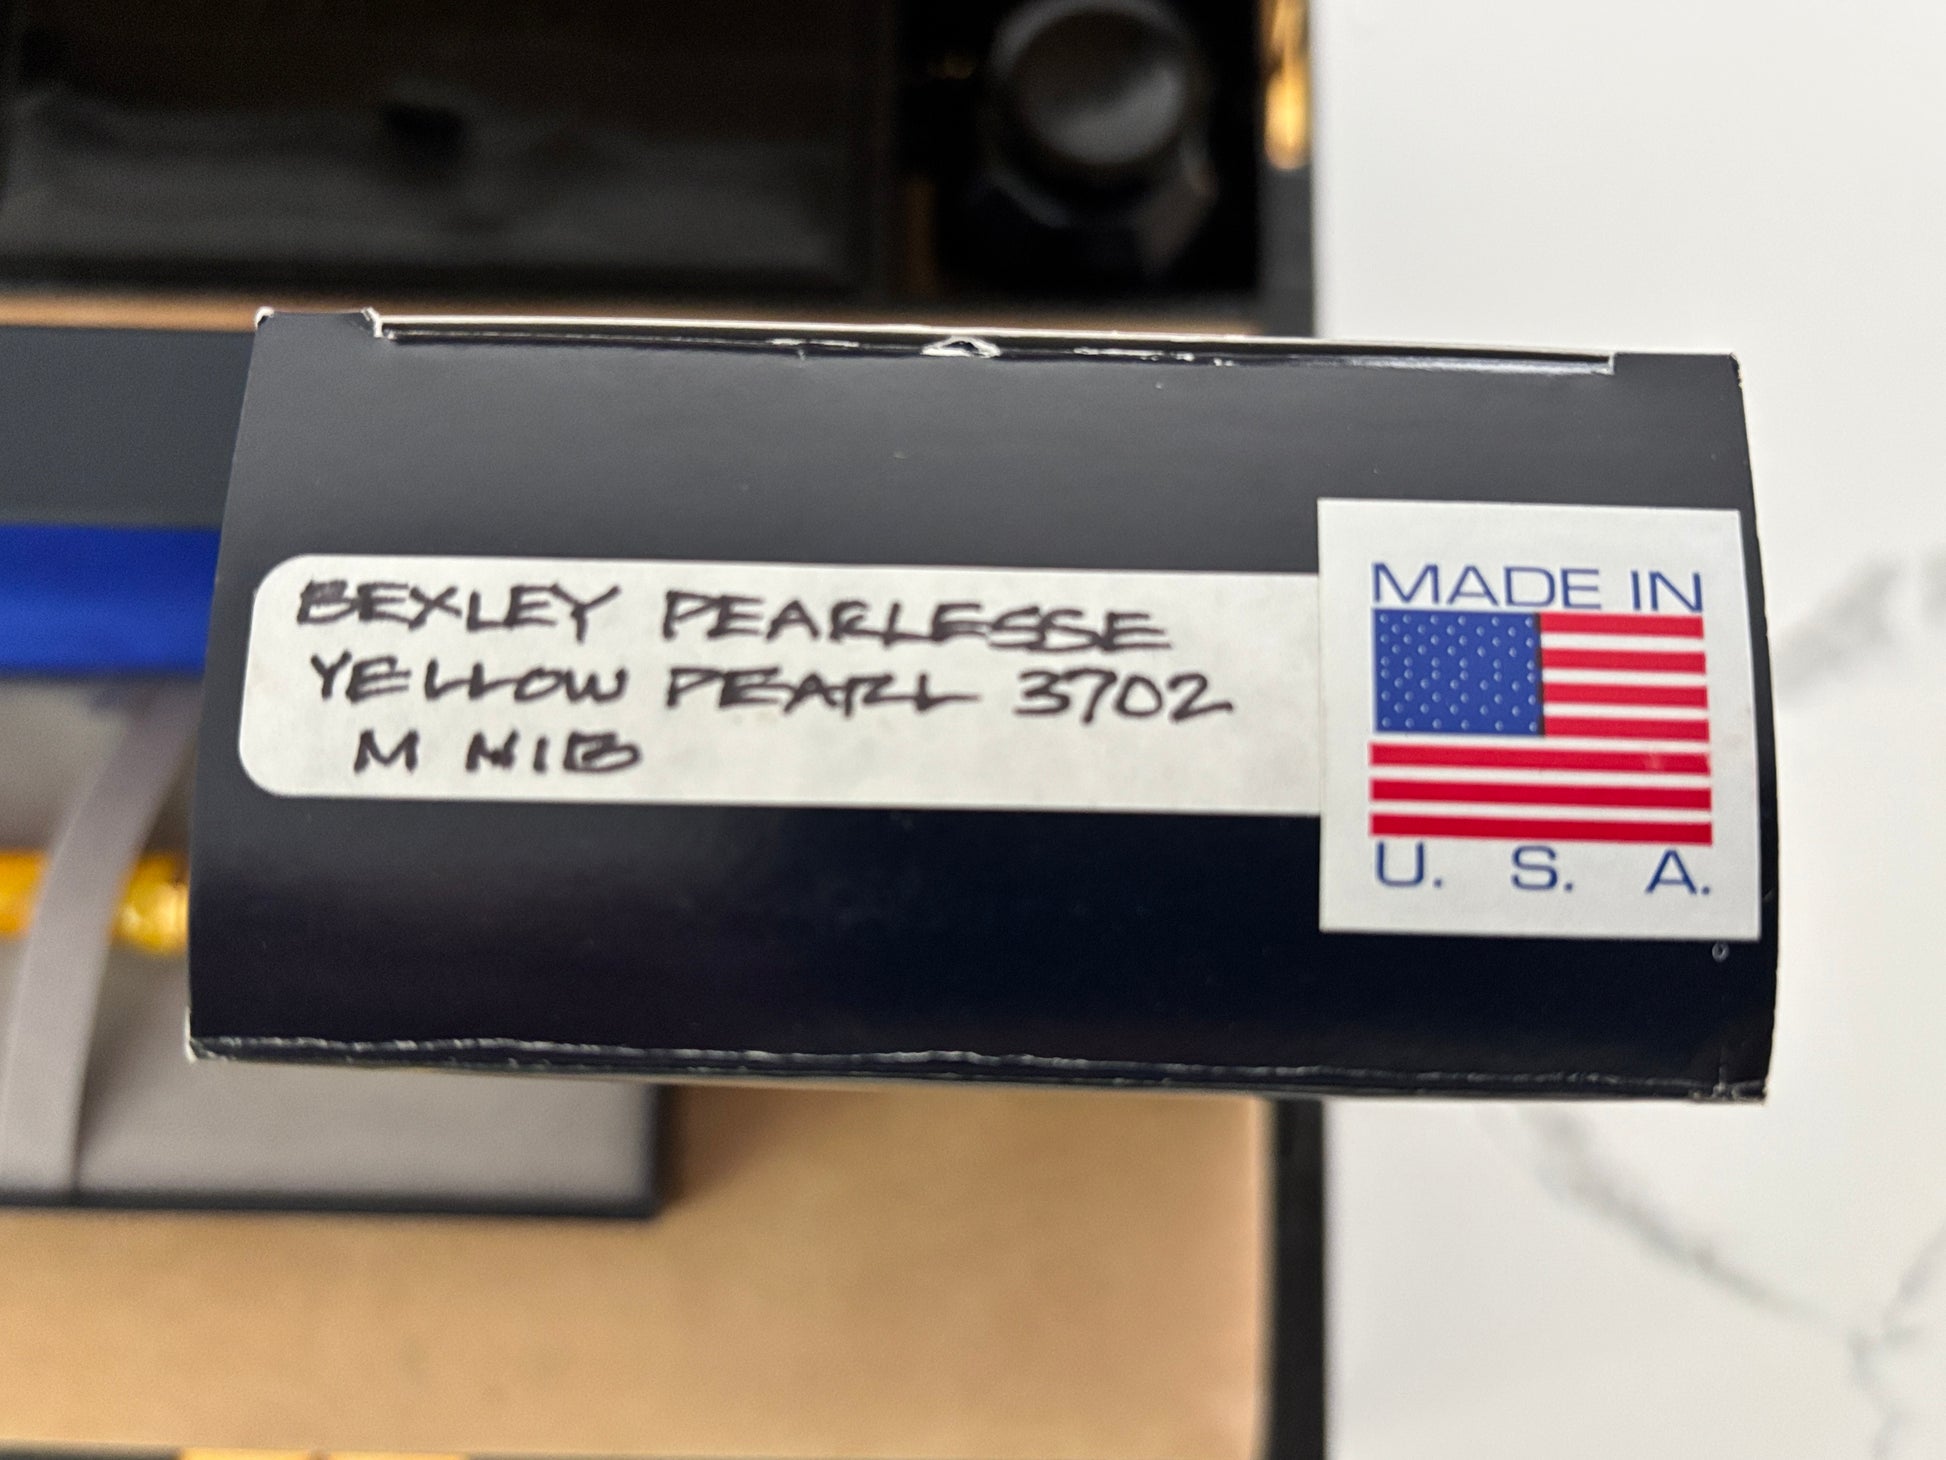 BEXLEY PEARLESSE
YELLOW PEARL 3702
M NIB
MADE IN
U. S. A.